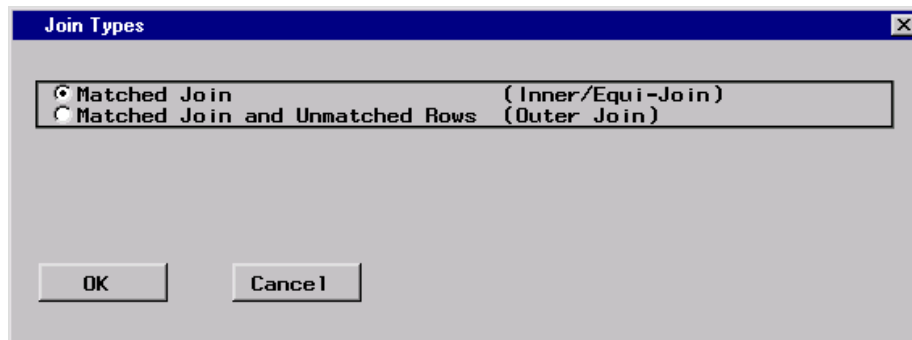 Join Types
Matched Join (Inner/Equi-Join)
Matched Join and Unmatched Rows (Outer Join)
OK Cancel